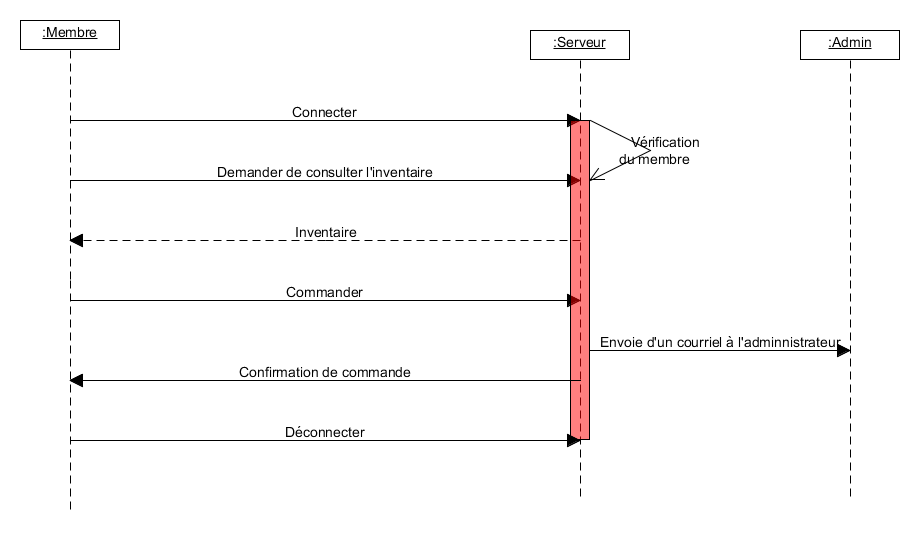 :Membre
:Serveur
:Admin
Connecter
Vérification
du membre
Demander de consulter l'inventaire
Inventaire
Commander
Envoie d'un courriel à l'adminnistrateur
Confirmation de commande
Déconnecter